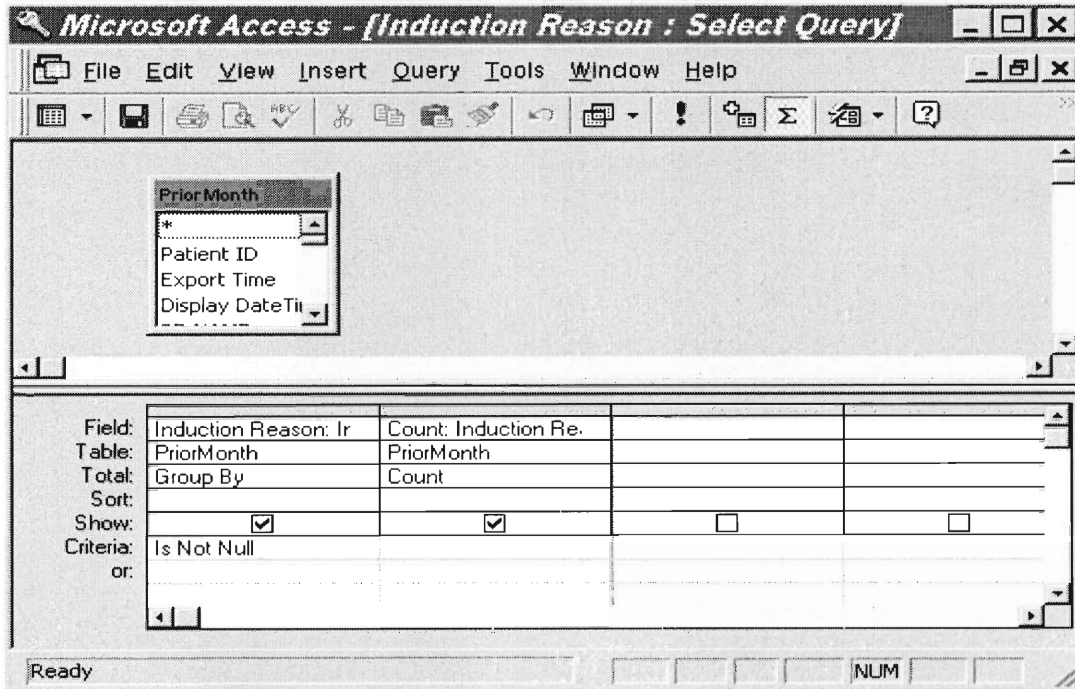 Microsoft Access - [Induction Reason : Select Query]
File Edit View Insert Query Tools Window Help
PriorMonth
*
Patient ID
Export Time
Display DateTi
Field: Induction Reason: Ir Count: Induction Re
Table: PriorMonth PriorMonth
Total: Group By Count
Sort:
Show:
Criteria: Is Not Null
or:
Ready NUM